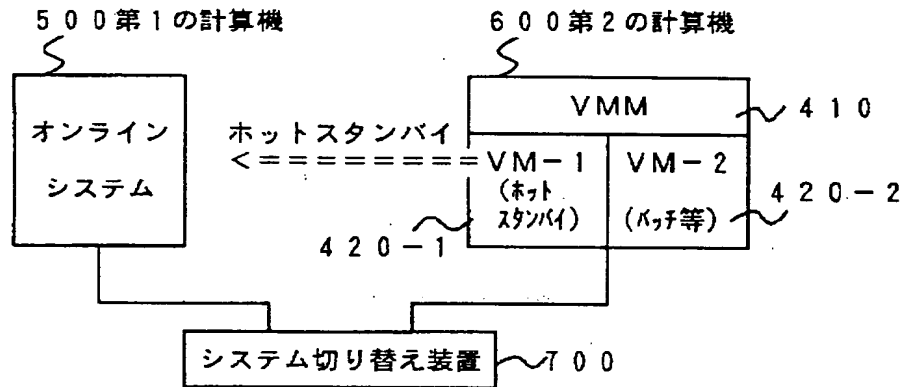 500第1の計算機
600第2の計算機
VMM
410
オンライン
システム
ホットスタンバイ
<========
VM-1
(ホット
スタンバイ)
VM-2
(バッチ等)
420-1
420-2
システム切り替え装置
700